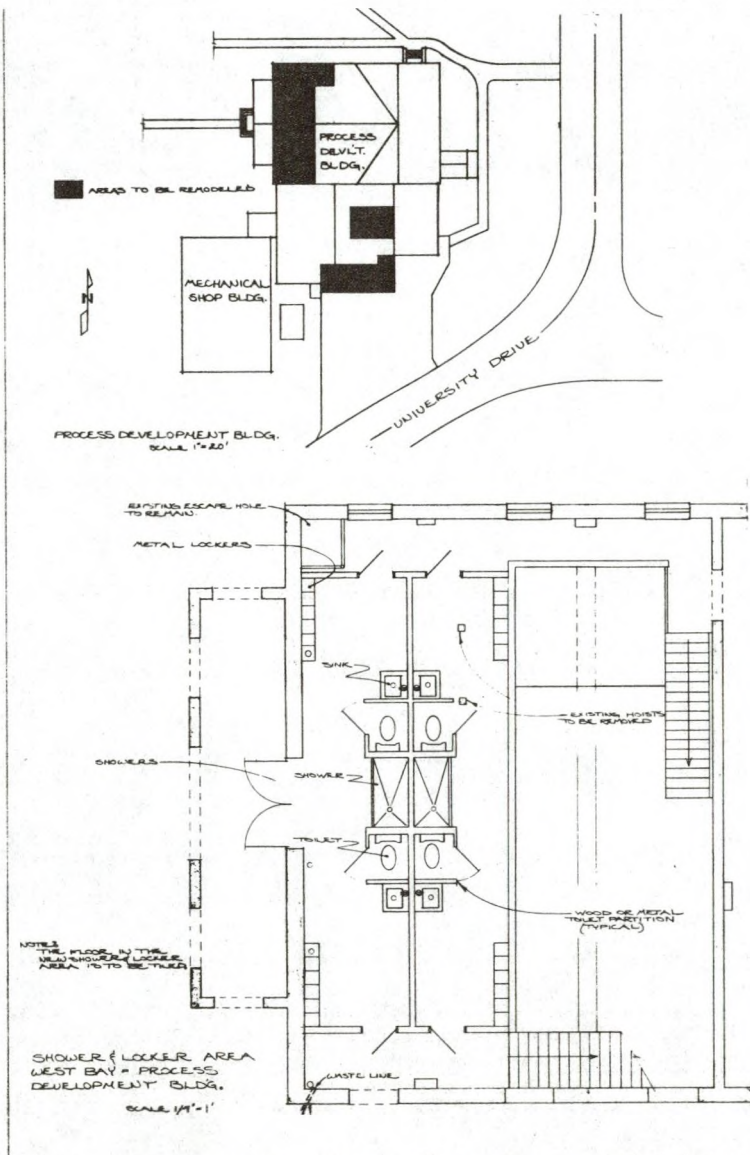 PROCESS
DEVL'T.
BLDG.
AREAS TO BE REMODELED
N
MECHANICAL
SHOP BLDG.
UNIVERSITY DRIVE
PROCESS DEVELOPMENT BLDG.
SCALE 1"=20'
EXISTING ESCAPE HOLE
TO REMAIN.
METAL LOCKERS
SINK
EXISTING HOISTS
TO BE REMOVED
SHOWERS
SHOWER
TOILET
WOOD OR METAL
TOILET PARTITION
(TYPICAL)
NOTE:
THE FLOOR IN THE
NEW SHOWER & LOCKER
AREA IS TO BE TILED
SHOWER & LOCKER AREA
WEST BAY - PROCESS
DEVELOPMENT BLDG.
SCALE 1/4"=1'
WASTE LINE